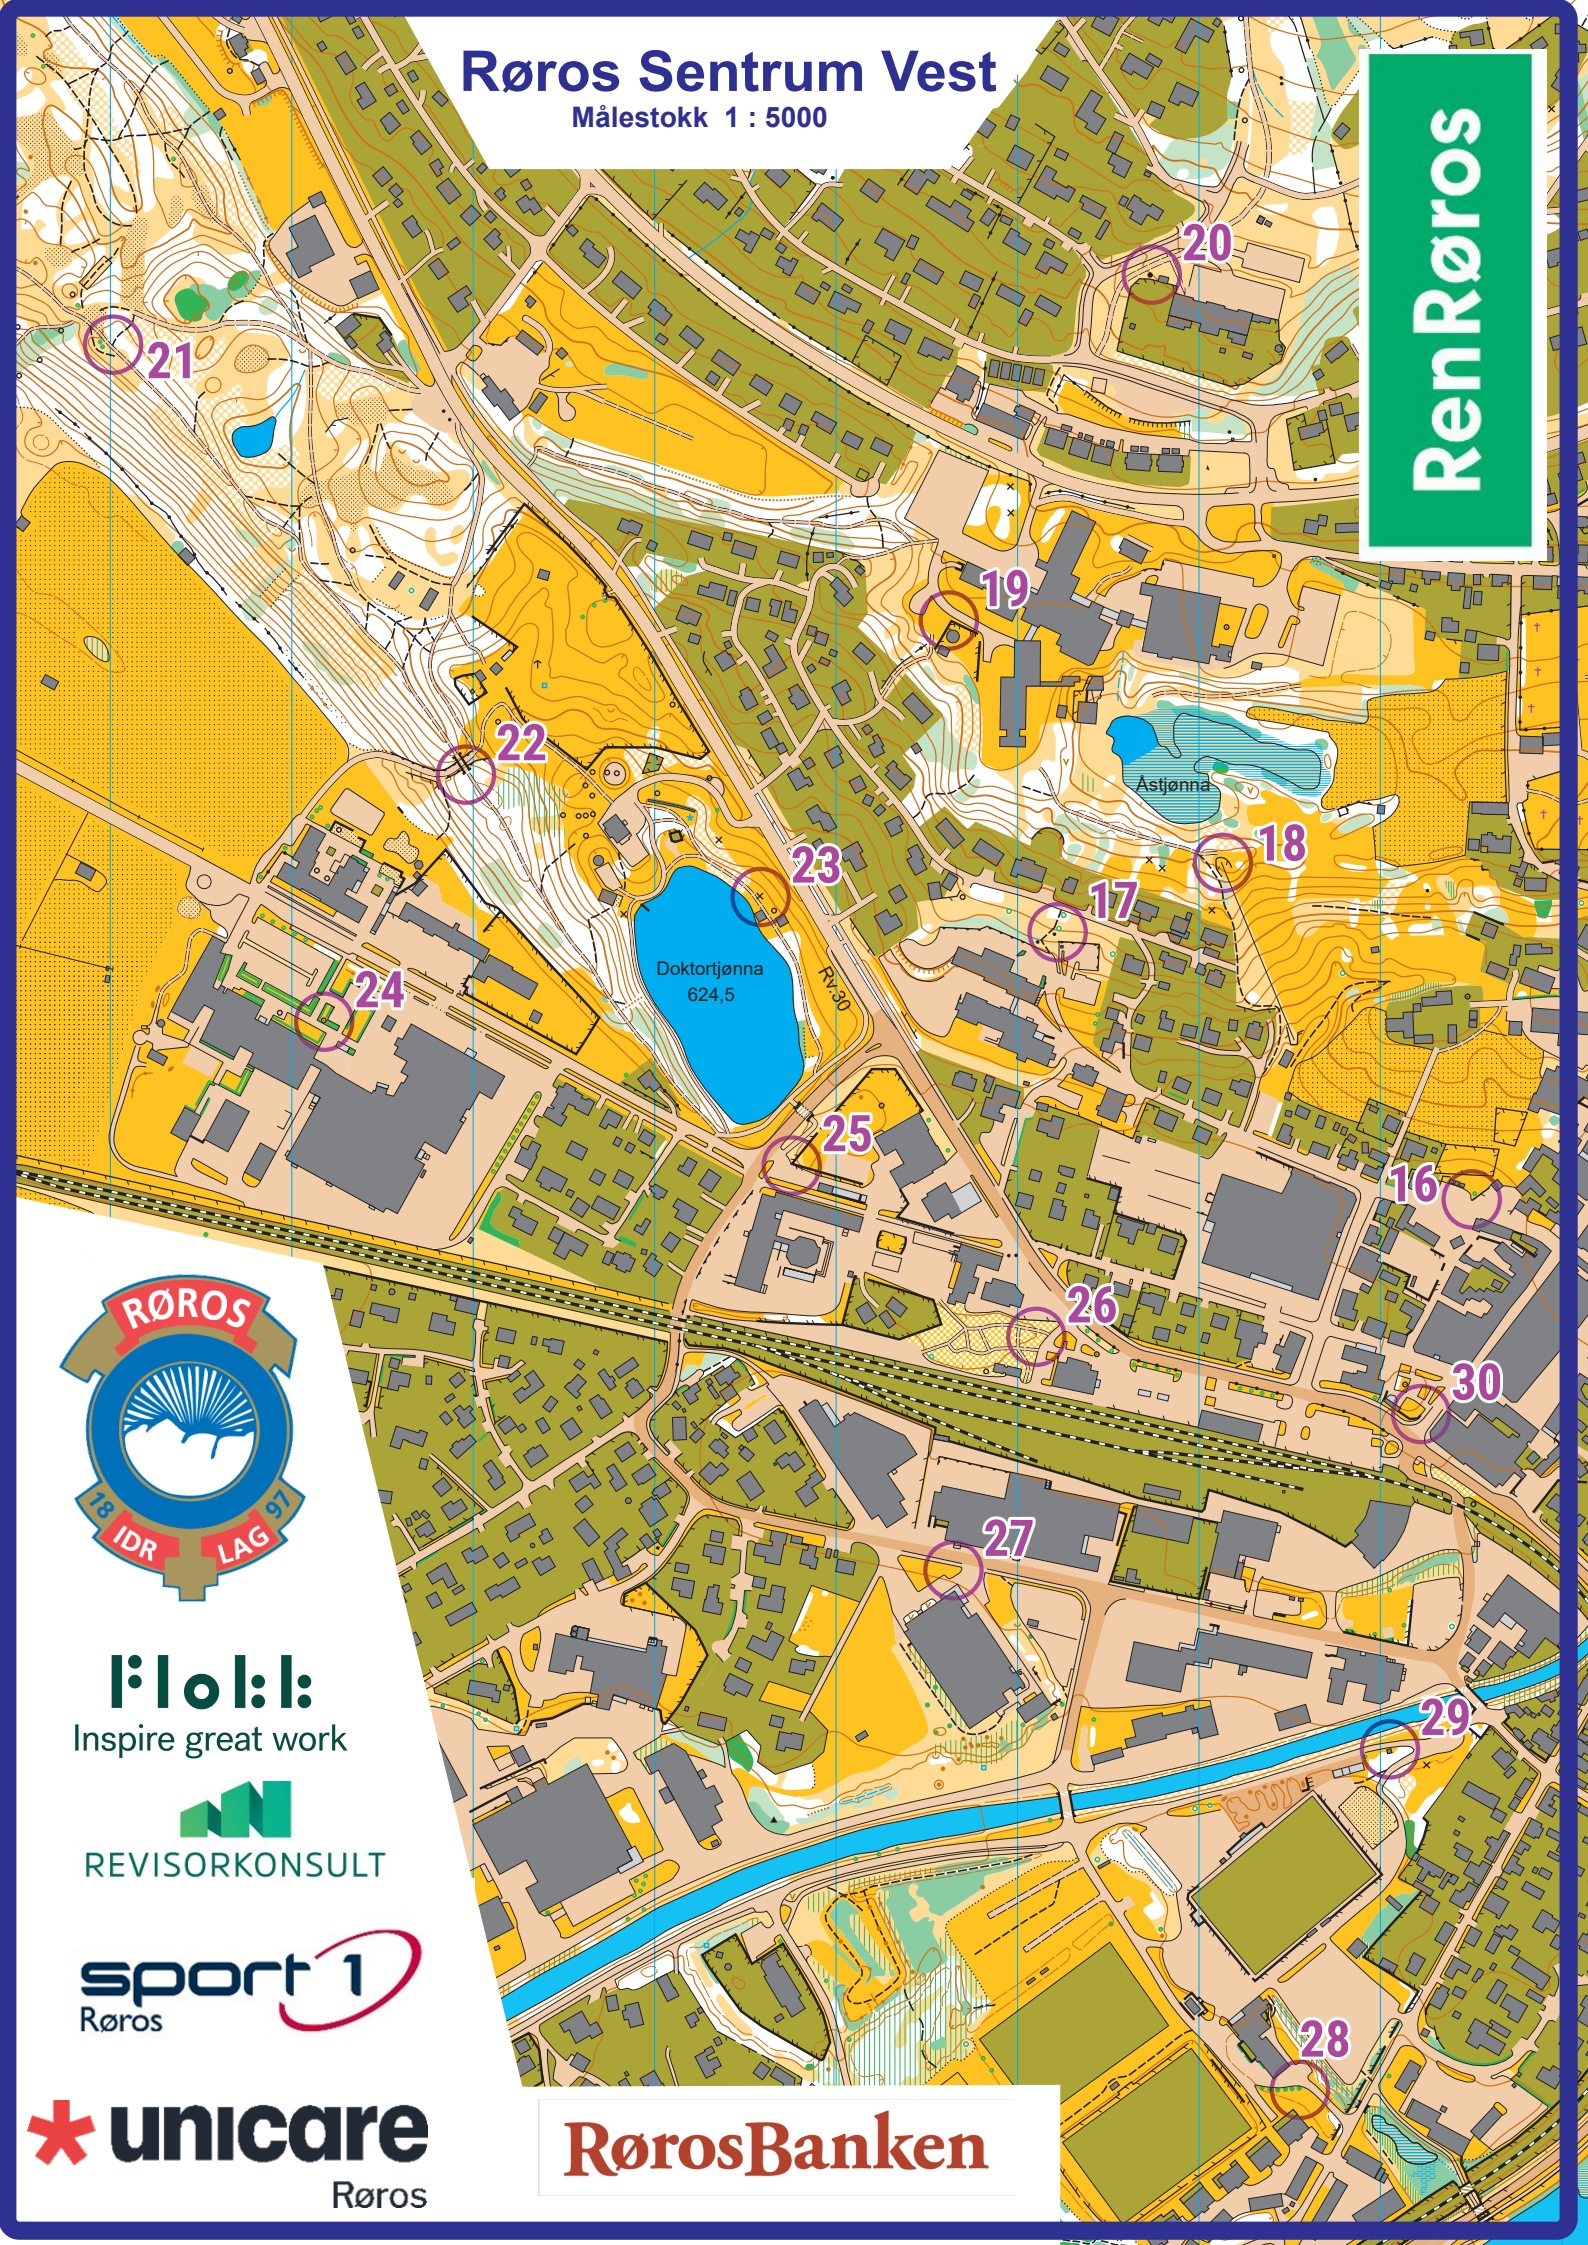 Røros Sentrum Vest
Målestokk 1 : 5000
RenRøros
20
21
19
22
Åstjønna
18
23
17
Doktortjønna
624,5
Rv.30
24
25
16
26
30
27
29
28
RØROS
18
97
IDR
LAG
Flokk
Inspire great work
REVISORKONSULT
sport 1
Røros
unicare
Røros
RørosBanken